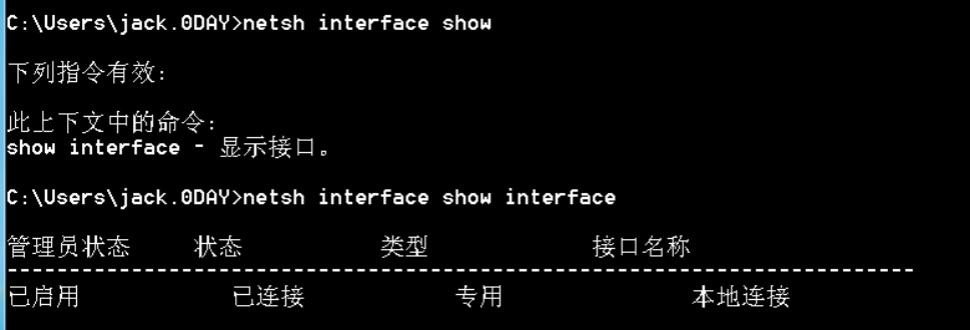 C:\Users\jack.0DAY>netsh interface show
下列指令有效:
此上下文中的命令:
show interface - 显示接口。
C:\Users\jack.0DAY>netsh interface show interface
管理员状态 状态 类型 接口名称
-------------------------------------------------------------------------
已启用 已连接 专用 本地连接